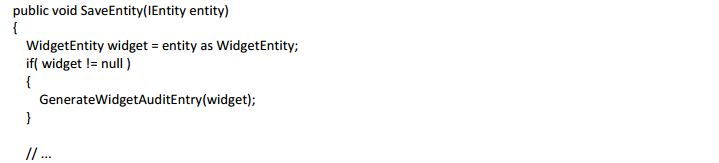 public void SaveEntity(IEntity entity)
{
WidgetEntity widget = entity as WidgetEntity;
if( widget != null )
{
GenerateWidgetAuditEntry(widget);
}
// ...